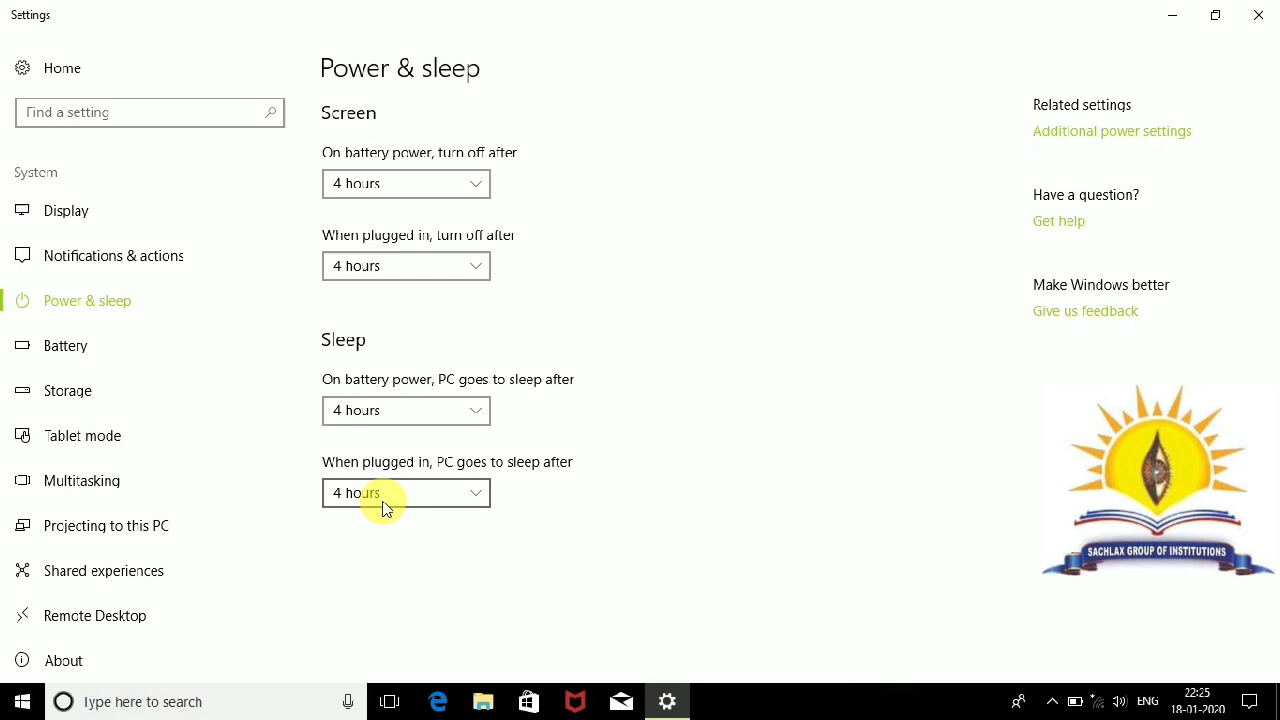 Settings
Home
Find a setting
System
Display
Notifications & actions
Power & sleep
Battery
Storage
Tablet mode
Multitasking
Projecting to this PC
Shared experiences
Remote Desktop
About
Power & sleep
Screen
On battery power, turn off after
4 hours
When plugged in, turn off after
4 hours
Sleep
On battery power, PC goes to sleep after
4 hours
When plugged in, PC goes to sleep after
4 hours
Related settings
Additional power settings
Have a question?
Get help
Make Windows better
Give us feedback
SACHLAX GROUP OF INSTITUTIONS
Type here to search
ENG
22:25
18-01-2020